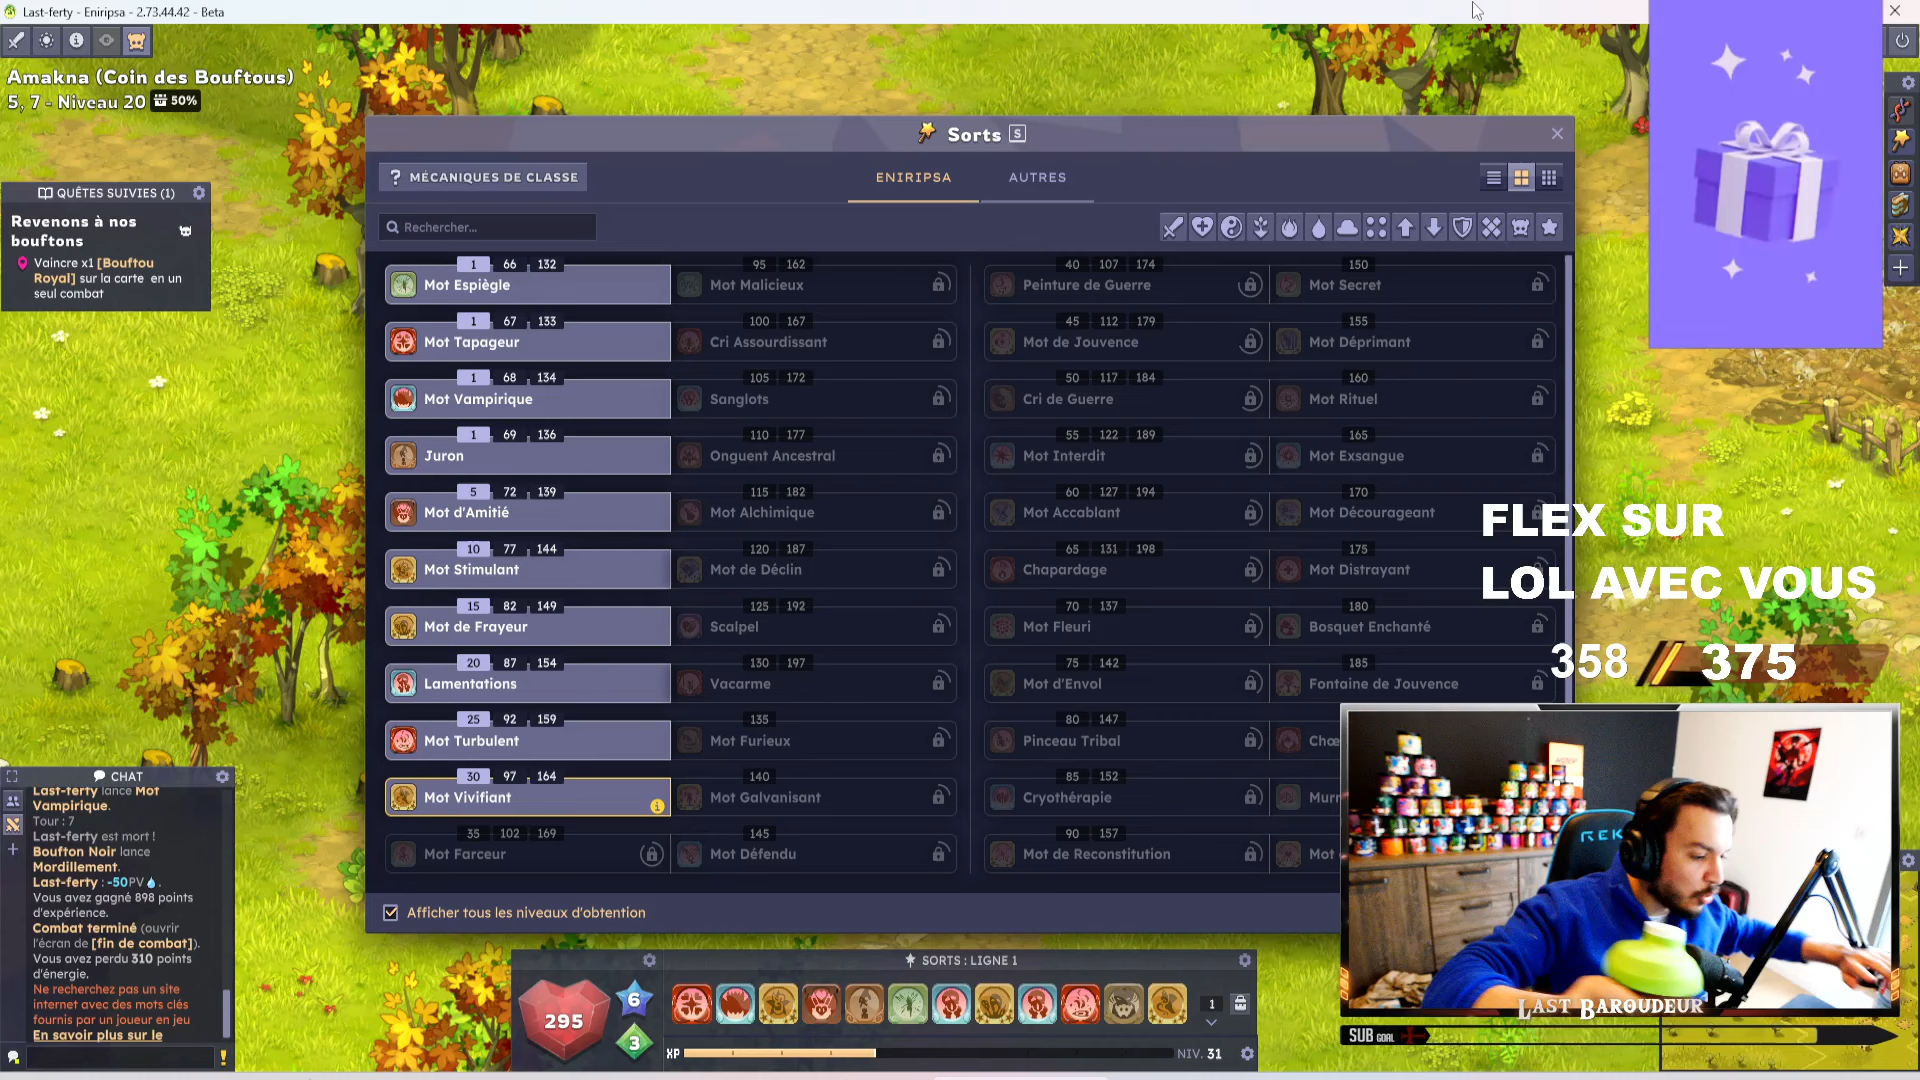 Last-ferty - Eniripsa - 2.73.44.42 - Beta
Amakna (Coin des Bouftous)
5, 7 - Niveau 20 50%
QUÊTES SUIVIES (1)
Revenons à nos
bouftons
Vaincre x1 [Bouftou
Royal] sur la carte en un
seul combat
Sorts S
? MÉCANIQUES DE CLASSE
ENIRIPSA
AUTRES
Rechercher...
1 66 132
Mot Espiègle
95 162
Mot Malicieux
40 107 174
Peinture de Guerre
150
Mot Secret
1 67 133
Mot Tapageur
100 167
Cri Assourdissant
45 112 179
Mot de Jouvence
155
Mot Déprimant
1 68 134
Mot Vampirique
105 172
Sanglots
50 117 184
Cri de Guerre
160
Mot Rituel
1 69 136
Juron
110 177
Onguent Ancestral
55 122 189
Mot Interdit
165
Mot Exsangue
5 72 139
Mot d'Amitié
115 182
Mot Alchimique
60 127 194
Mot Accablant
170
Mot Décourageant
10 77 144
Mot Stimulant
120 187
Mot de Déclin
65 131 198
Chapardage
175
Mot Distrayant
15 82 149
Mot de Frayeur
125 192
Scalpel
70 137
Mot Fleuri
180
Bosquet Enchanté
20 87 154
Lamentations
130 197
Vacarme
75 142
Mot d'Envol
185
Fontaine de Jouvence
25 92 159
Mot Turbulent
135
Mot Furieux
80 147
Pinceau Tribal
30 97 164
Mot Vivifiant
140
Mot Galvanisant
85 152
Cryothérapie
35 102 169
Mot Farceur
145
Mot Défendu
90 157
Mot de Reconstitution
Mot
Afficher tous les niveaux d'obtention
FLEX SUR
LOL AVEC VOUS
358 375
CHAT
Last-ferty lance Mot
Vampirique.
Tour : 7
Last-ferty est mort !
Boufton Noir lance
Mordillement.
Last-ferty : -50PV.
Vous avez gagné 898 points
d'expérience.
Combat terminé (ouvrir
l'écran de [fin de combat]).
Vous avez perdu 310 points
d'énergie.
Ne recherchez pas un site
internet avec des mots clés
fournis par un joueur en jeu
En savoir plus sur le
SORTS : LIGNE 1
295
6
3
1
XP
NIV. 31
LAST BAROUDEUR
SUB GOAL